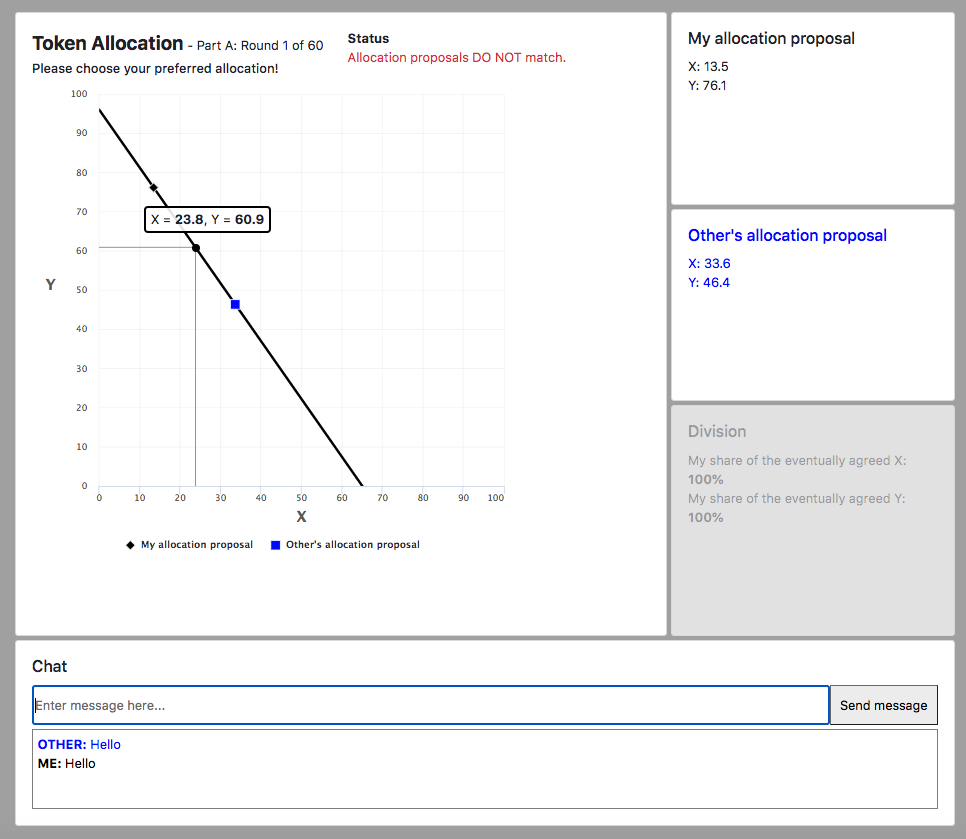 Token Allocation - Part A: Round 1 of 60
Please choose your preferred allocation!
Status
Allocation proposals DO NOT match.
100
90
80
70
60
50
40
30
20
10
0
Y
X = 23.8, Y = 60.9
0 10 20 30 40 50 60 70 80 90 100
X
My allocation proposal Other's allocation proposal
My allocation proposal
X: 13.5
Y: 76.1
Other's allocation proposal
X: 33.6
Y: 46.4
Division
My share of the eventually agreed X:
100%
My share of the eventually agreed Y:
100%
Chat
Enter message here...
Send message
OTHER: Hello
ME: Hello